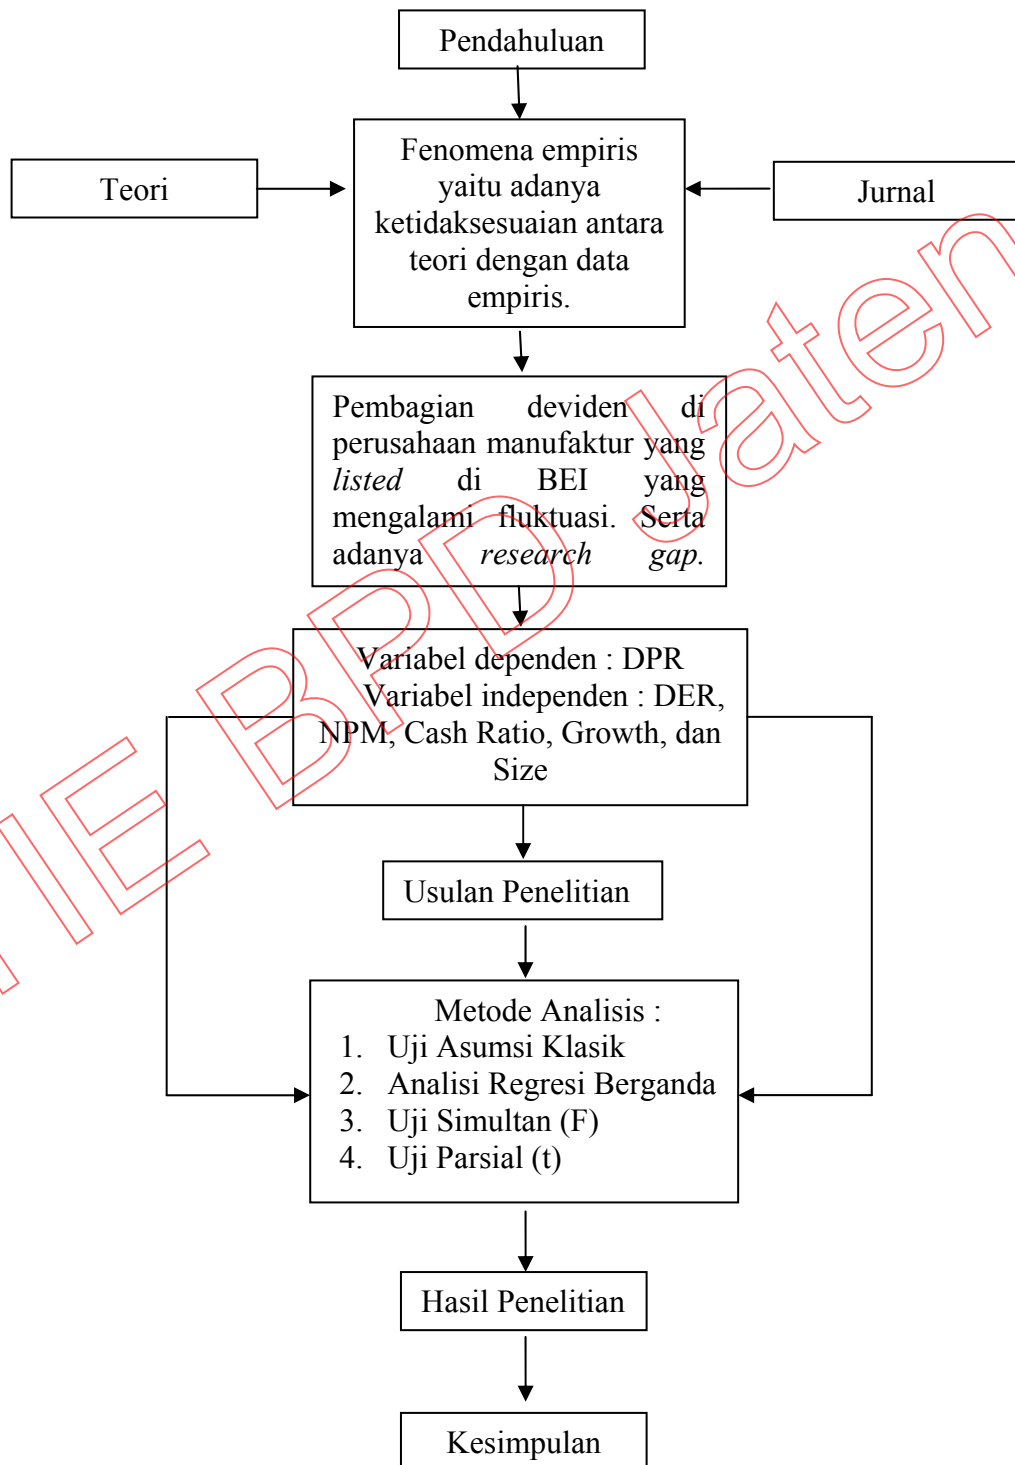 Pendahuluan
Fenomena empiris
yaitu adanya
ketidaksesuaian antara
teori dengan data
empiris.
Teori
Jurnal
Pembagian deviden di
perusahaan manufaktur yang
listed di BEI yang
mengalami fluktuasi. Serta
adanya research gap.
Variabel dependen : DPR
Variabel independen : DER,
NPM, Cash Ratio, Growth, dan
Size
Usulan Penelitian
Metode Analisis :
1. Uji Asumsi Klasik
2. Analisi Regresi Berganda
3. Uji Simultan (F)
4. Uji Parsial (t)
Hasil Penelitian
Kesimpulan
TIE BPD Jaten